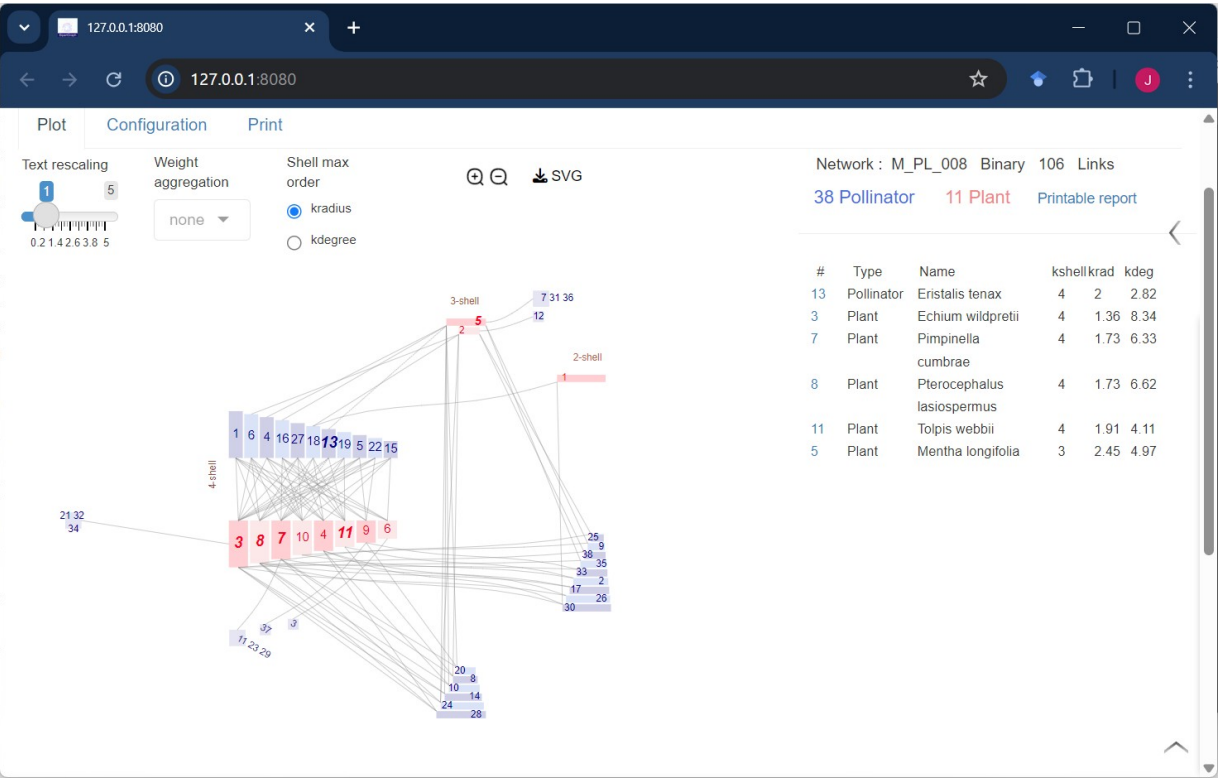 127.0.0.1:8080
127.0.0.1:8080
J
Plot Configuration Print
Text rescaling
1 5
0.2 1.4 2.6 3.8 5
Weight aggregation
none
Shell max order
kradius
kdegree
SVG
Network : M_PL_008 Binary 106 Links
38 Pollinator 11 Plant Printable report
# Type Name kshell krad kdeg
13 Pollinator Eristalis tenax 4 2 2.82
3 Plant Echium wildpretii 4 1.36 8.34
7 Plant Pimpinella cumbrae 4 1.73 6.33
8 Plant Pterocephalus lasiospermus 4 1.73 6.62
11 Plant Tolpis webbii 4 1.91 4.11
5 Plant Mentha longifolia 3 2.45 4.97
3-shell
5
2
7 31 36
12
2-shell
1
4-shell
1 6 4 16 27 18 13 19 5 22 15
3 8 7 10 4 11 9 6
21 32
34
37
3
11 23 29
25
9
38
35
33
2
17
26
30
20
8
10
14
24
28